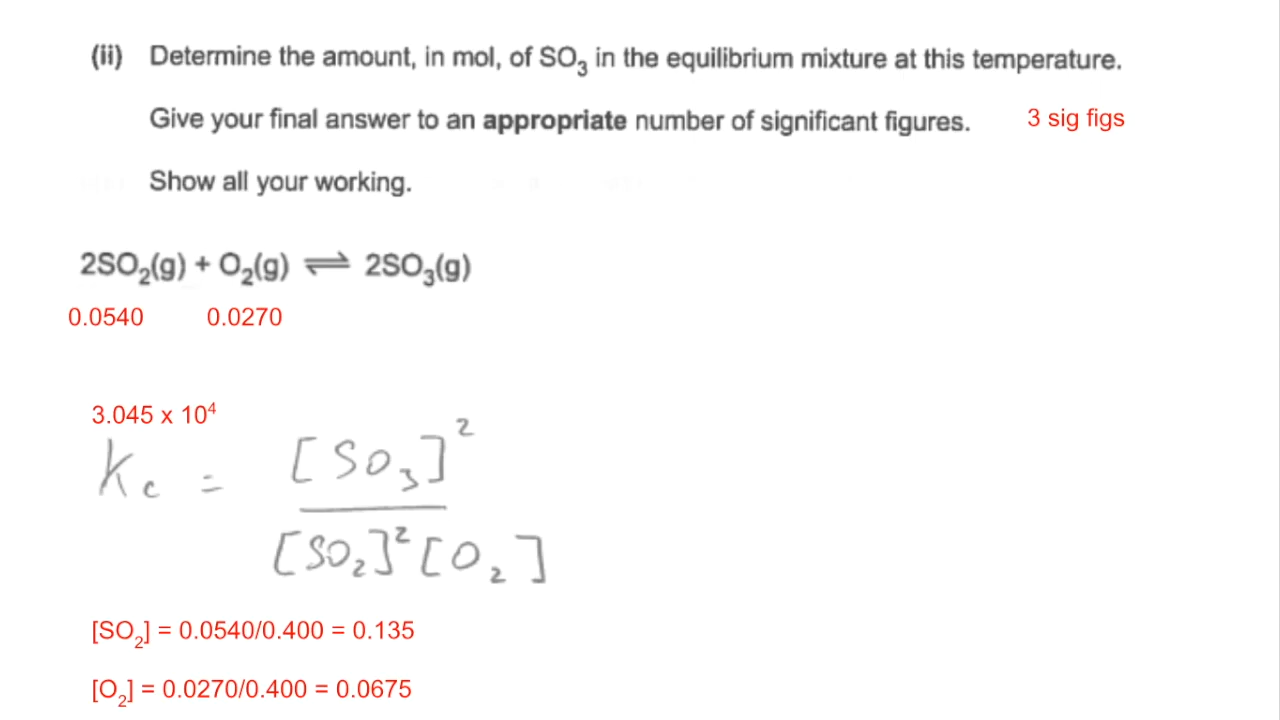 (ii) Determine the amount, in mol, of SO₃ in the equilibrium mixture at this temperature.
Give your final answer to an appropriate number of significant figures. 3 sig figs
Show all your working.
2SO₂(g) + O₂(g) ⇌ 2SO₃(g)
0.0540 0.0270
3.045 x 10⁴
Kc = [SO₃]²
[SO₂]² [O₂]
[SO₂] = 0.0540/0.400 = 0.135
[O₂] = 0.0270/0.400 = 0.0675